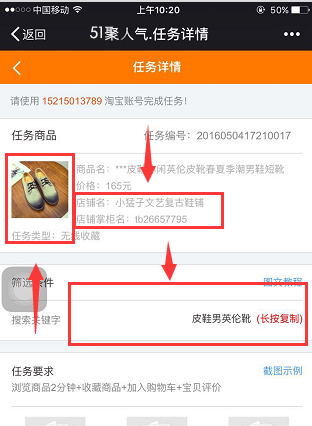 中国移动 上午10:20 50%
返回 51聚人气.任务详情
任务详情
请使用 15215013789 淘宝账号完成任务！
任务商品 任务编号：2016050417210017
商品名：***皮 闲英伦皮靴春夏季潮男鞋短靴
价格：165元
店铺名：小猛子文艺复古鞋铺
店铺掌柜名：tb26657795
任务类型：无线收藏
筛选条件 图文教程
搜索关键字 皮鞋男英伦靴 (长按复制)
任务要求 截图示例
浏览商品2分钟+收藏商品+加入购物车+宝贝评价